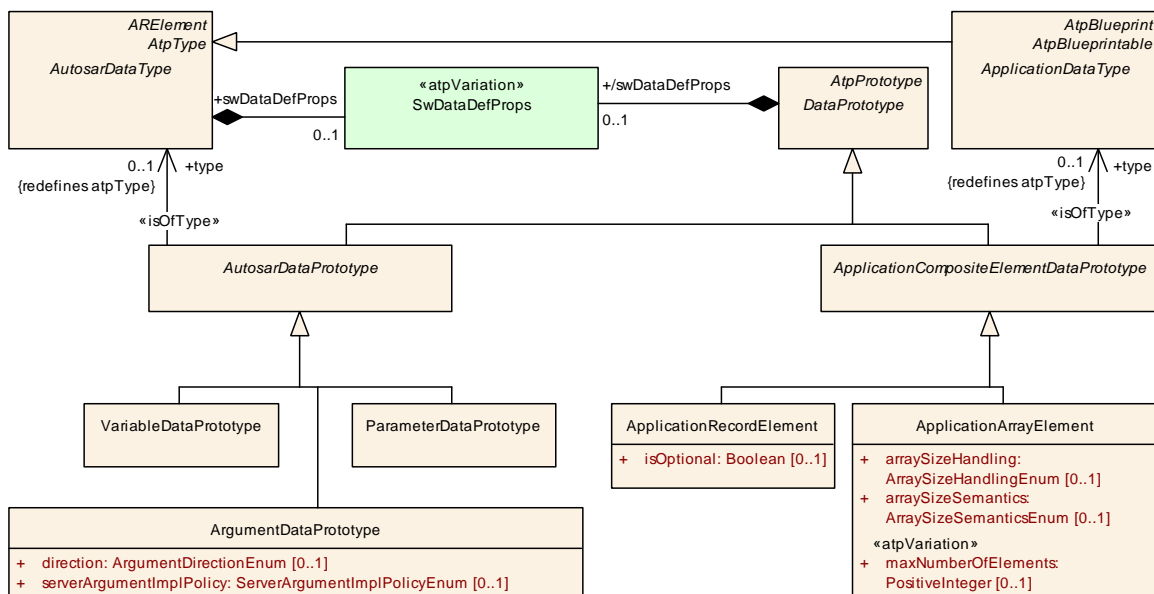 ARElement
AtpType
AutosarDataType
«atpVariation»
SwDataDefProps
AtpPrototype
DataPrototype
AtpBlueprint
AtpBlueprintable
ApplicationDataType
+swDataDefProps
0..1
+/swDataDefProps
0..1
0..1
+type
{redefines atpType}
«isOfType»
0..1
+type
{redefines atpType}
«isOfType»
AutosarDataPrototype
ApplicationCompositeElementDataPrototype
VariableDataPrototype
ParameterDataPrototype
ApplicationRecordElement
+ isOptional: Boolean [0..1]
ApplicationArrayElement
+ arraySizeHandling:
ArraySizeHandlingEnum [0..1]
+ arraySizeSemantics:
ArraySizeSemanticsEnum [0..1]
«atpVariation»
+ maxNumberOfElements:
PositiveInteger [0..1]
ArgumentDataPrototype
+ direction: ArgumentDirectionEnum [0..1]
+ serverArgumentImplPolicy: ServerArgumentImplPolicyEnum [0..1]